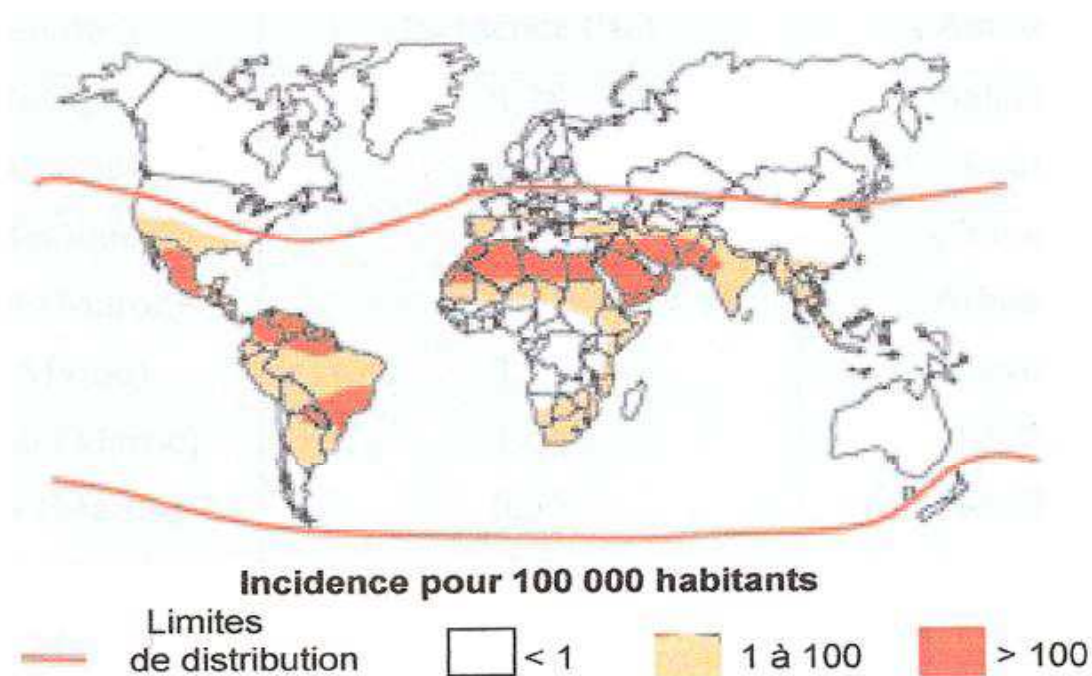 Incidence pour 100 000 habitants
Limites
de distribution
< 1
1 à 100
> 100